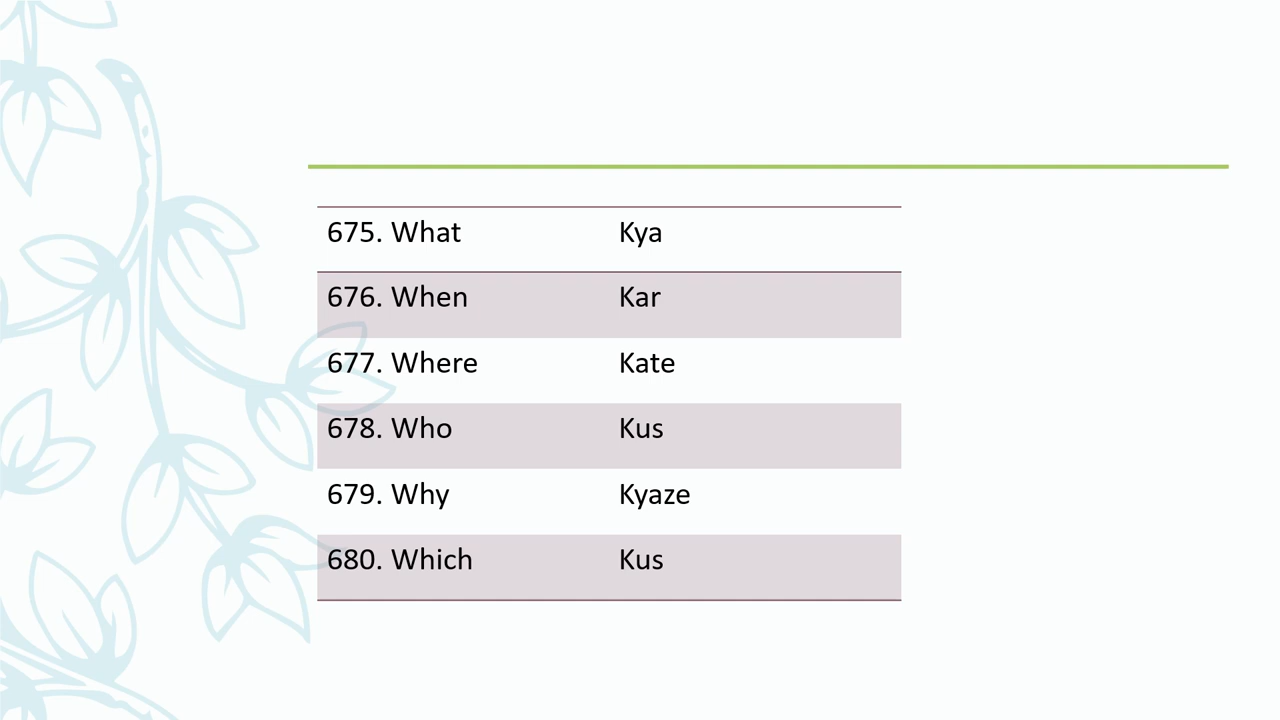 675. What Kya
676. When Kar
677. Where Kate
678. Who Kus
679. Why Kyaze
680. Which Kus